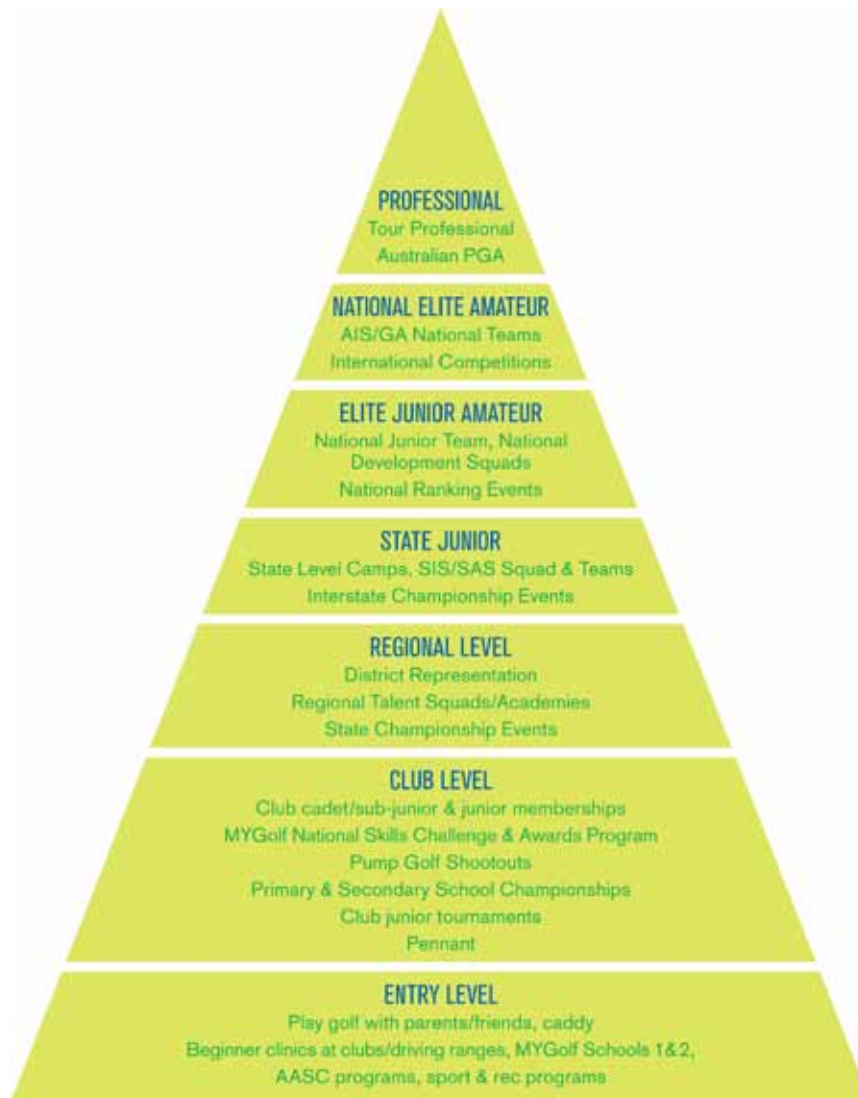 PROFESSIONAL
Tour Professional
Australian PGA
NATIONAL ELITE AMATEUR
AIS/GA National Teams
International Competitions
ELITE JUNIOR AMATEUR
National Junior Team, National
Development Squads
National Ranking Events
STATE JUNIOR
State Level Camps, SIS/SAS Squad & Teams
Interstate Championship Events
REGIONAL LEVEL
District Representation
Regional Talent Squads/Academies
State Championship Events
CLUB LEVEL
Club cadet/sub-junior & junior memberships
MYGolf National Skills Challenge & Awards Program
Pump Golf Shootouts
Primary & Secondary School Championships
Club junior tournaments
Pennant
ENTRY LEVEL
Play golf with parents/friends, caddy
Beginner clinics at clubs/driving ranges, MYGolf Schools 1&2,
AASC programs, sport & rec programs